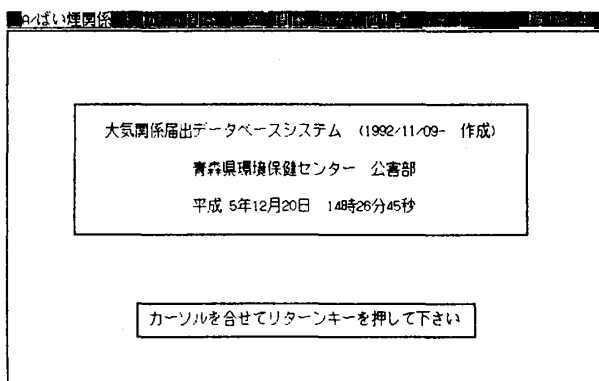 A/ばい煙関係
大気関係届出データベースシステム (1992/11/09- 作成)
青森県環境保健センター 公害部
平成 5年12月20日 14時26分45秒
カーソルを合せてリターンキーを押して下さい